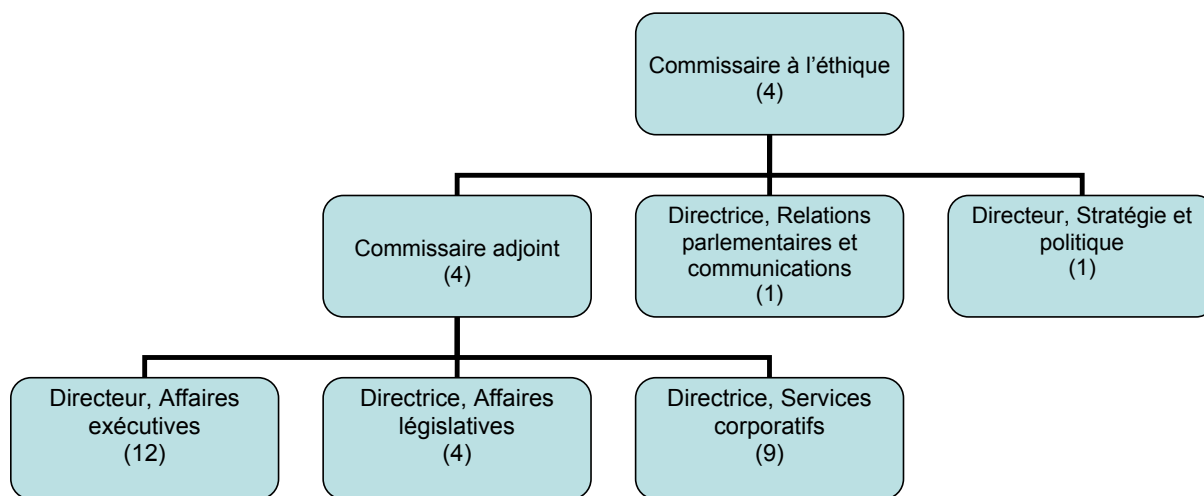 Commissaire à l’éthique
(4)
Commissaire adjoint
(4)
Directrice, Relations
parlementaires et
communications
(1)
Directeur, Stratégie et
politique
(1)
Directeur, Affaires
exécutives
(12)
Directrice, Affaires
législatives
(4)
Directrice, Services
corporatifs
(9)